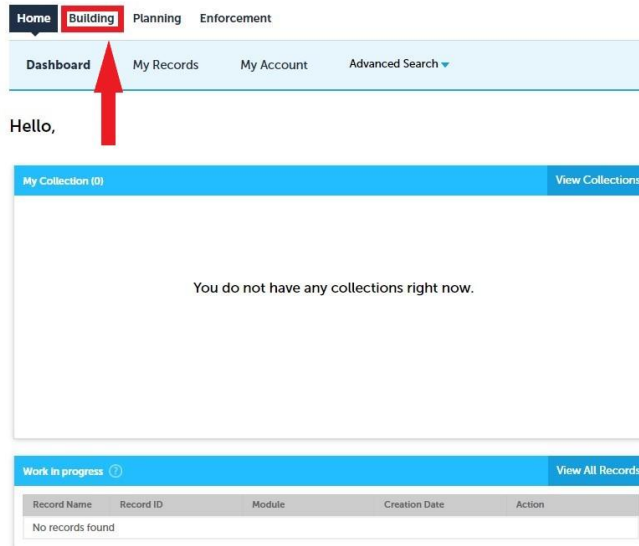 Home Building Planning Enforcement
Dashboard My Records My Account Advanced Search
Hello,
My Collection (0) View Collections
You do not have any collections right now.
Work in progress ? View All Records
Record Name Record ID Module Creation Date Action
No records found